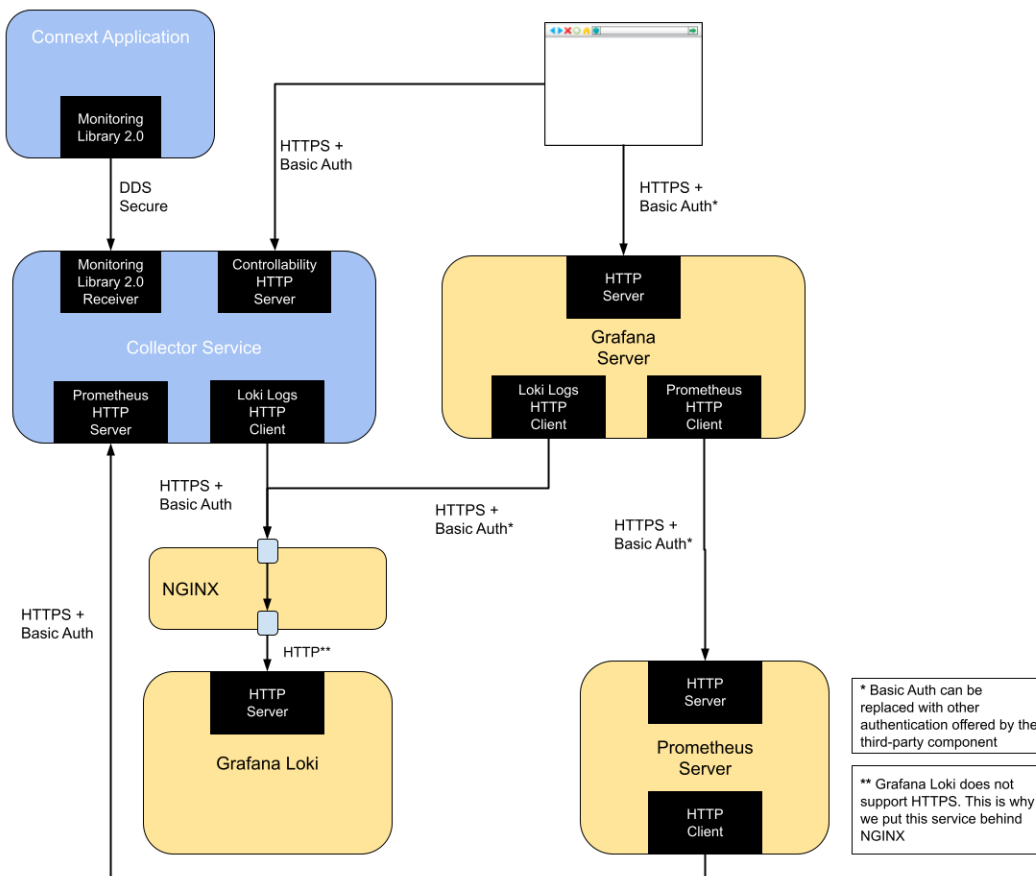 Connext Application
Monitoring
Library 2.0
HTTPS +
Basic Auth
DDS
Secure
HTTPS +
Basic Auth*
Monitoring
Library 2.0
Receiver
Controllability
HTTP
Server
HTTP
Server
Collector Service
Grafana
Server
Prometheus
HTTP
Server
Loki Logs
HTTP
Client
Loki Logs
HTTP
Client
Prometheus
HTTP
Client
HTTPS +
Basic Auth
HTTPS +
Basic Auth*
HTTPS +
Basic Auth*
NGINX
HTTPS +
Basic Auth
HTTP**
HTTP
Server
Grafana Loki
HTTP
Server
Prometheus
Server
HTTP
Client
* Basic Auth can be
replaced with other
authentication offered by the
third-party component
** Grafana Loki does not
support HTTPS. This is why
we put this service behind
NGINX